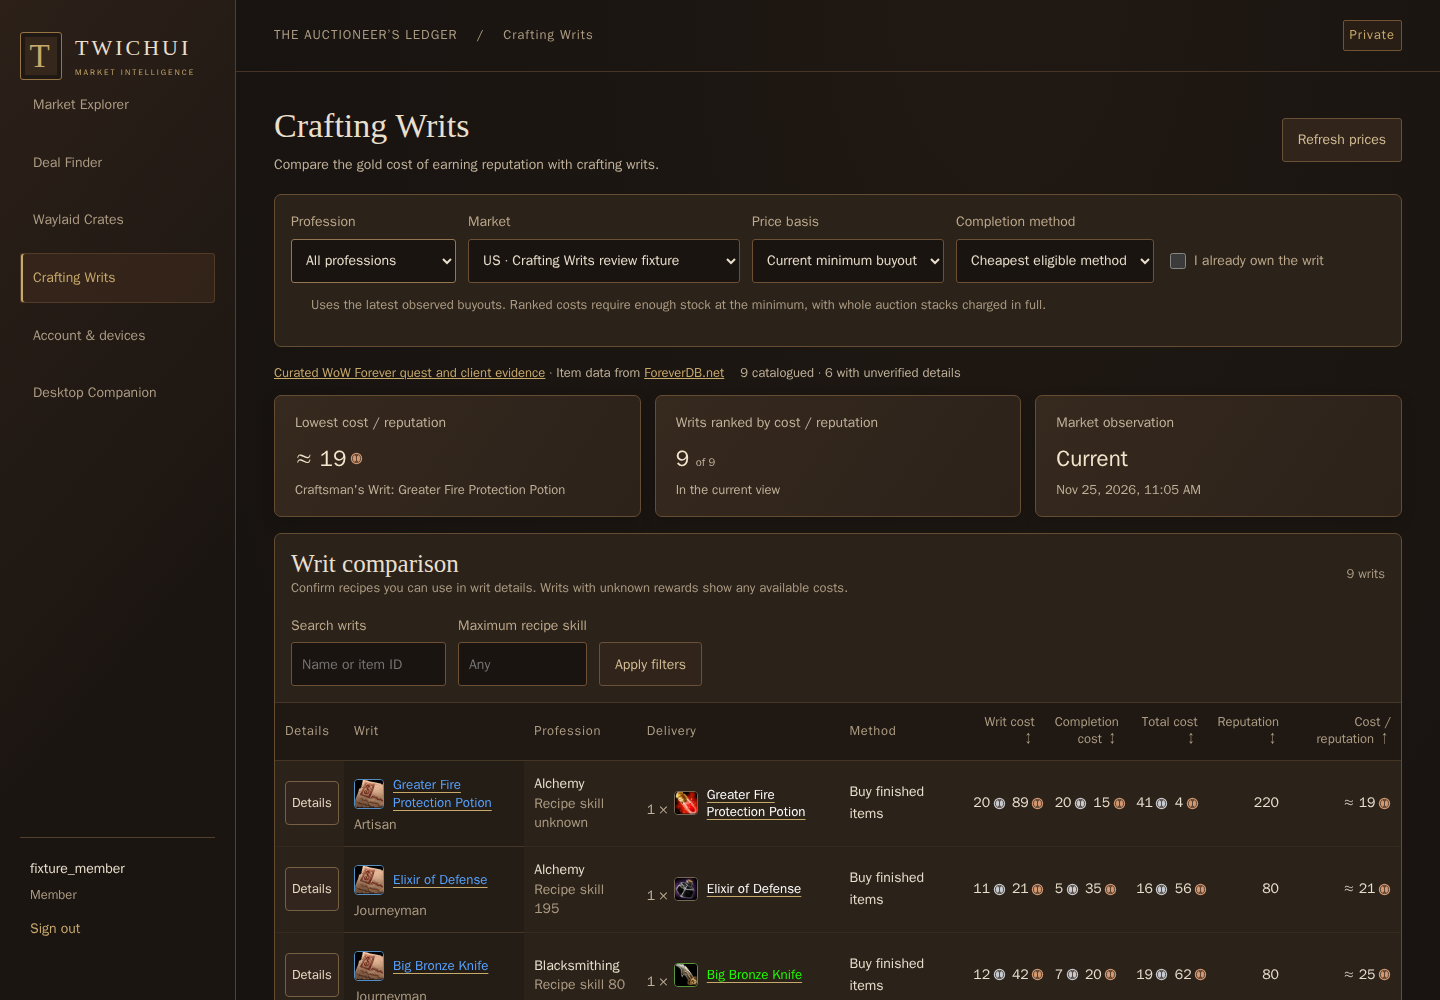 T
TWICHUI
MARKET INTELLIGENCE
Market Explorer
Deal Finder
Waylaid Crates
Crafting Writs
Account & devices
Desktop Companion
fixture_member
Member
Sign out
THE AUCTIONEER'S LEDGER / Crafting Writs
Private
Crafting Writs
Compare the gold cost of earning reputation with crafting writs.
Refresh prices
Profession Market Price basis Completion method
All professions US · Crafting Writs review fixture Current minimum buyout Cheapest eligible method I already own the writ
Uses the latest observed buyouts. Ranked costs require enough stock at the minimum, with whole auction stacks charged in full.
Curated WoW Forever quest and client evidence · Item data from ForeverDB.net 9 catalogued · 6 with unverified details
Lowest cost / reputation
≈ 19
Craftsman's Writ: Greater Fire Protection Potion
Writs ranked by cost / reputation
9 of 9
In the current view
Market observation
Current
Nov 25, 2026, 11:05 AM
Writ comparison
Confirm recipes you can use in writ details. Writs with unknown rewards show any available costs.
9 writs
Search writs Maximum recipe skill
Name or item ID Any Apply filters
Details Writ Profession Delivery Method Writ cost ↕ Completion cost ↕ Total cost ↕ Reputation ↕ Cost / reputation ↑
Details
Greater Fire
Protection Potion
Artisan
Alchemy
Recipe skill
unknown
1 × Greater Fire
Protection Potion
Buy finished
items
20 89 20 15 41 4 220 ≈ 19
Details
Elixir of Defense
Journeyman
Alchemy
Recipe skill
195
1 × Elixir of Defense
Buy finished
items
11 21 5 35 16 56 80 ≈ 21
Details
Big Bronze Knife
Journeyman
Blacksmithing
Recipe skill 80
1 × Big Bronze Knife
Buy finished
items
12 42 7 20 19 62 80 ≈ 25